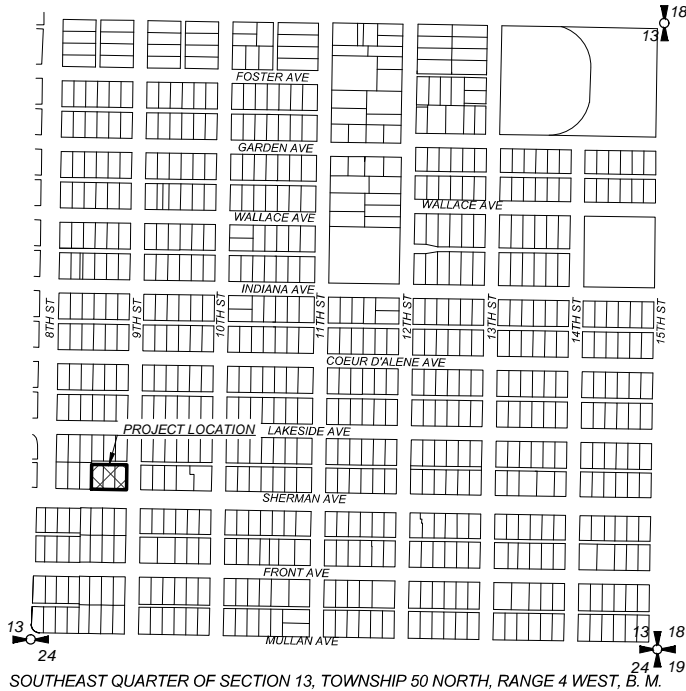 18
13
FOSTER AVE
GARDEN AVE
WALLACE AVE
WALLACE AVE
INDIANA AVE
8TH ST
9TH ST
10TH ST
11TH ST
12TH ST
13TH ST
14TH ST
15TH ST
COEUR D'ALENE AVE
PROJECT LOCATION
LAKESIDE AVE
SHERMAN AVE
FRONT AVE
13
24
MULLAN AVE
13 18
24 19
SOUTHEAST QUARTER OF SECTION 13, TOWNSHIP 50 NORTH, RANGE 4 WEST, B. M.